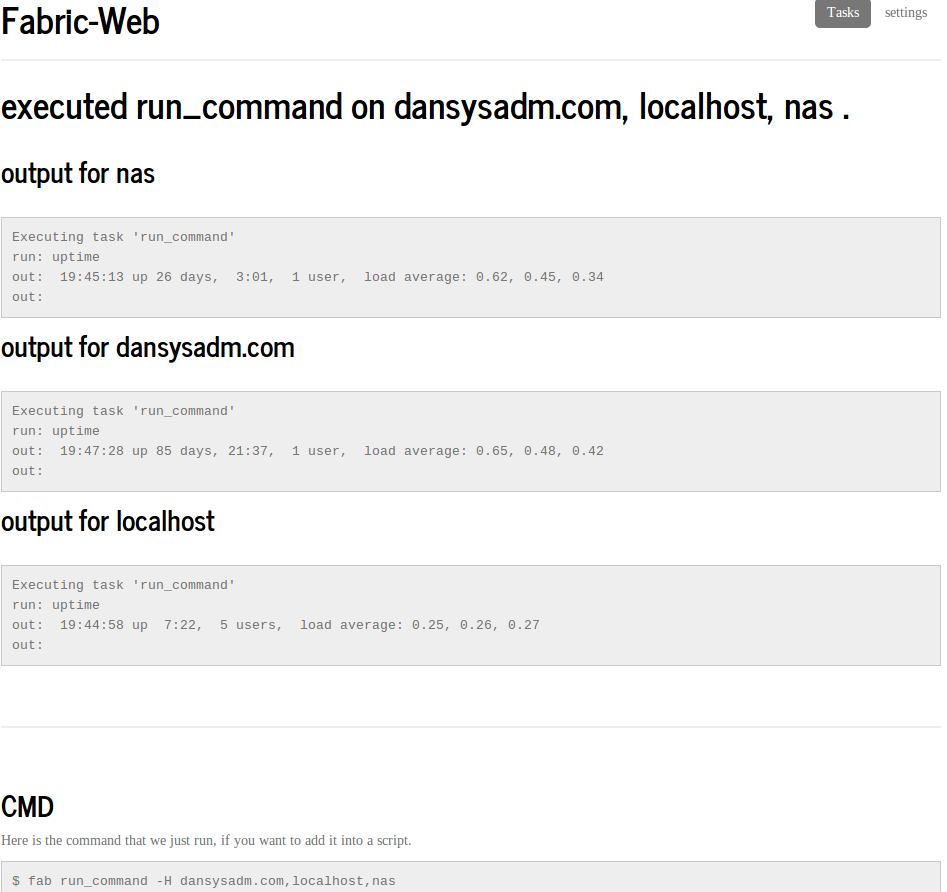 Fabric-Web
Tasks settings
executed run_command on dansysadm.com, localhost, nas .
output for nas
Executing task 'run_command'
run: uptime
out:  19:45:13 up 26 days,  3:01,  1 user,  load average: 0.62, 0.45, 0.34
out:
output for dansysadm.com
Executing task 'run_command'
run: uptime
out:  19:47:28 up 85 days, 21:37,  1 user,  load average: 0.65, 0.48, 0.42
out:
output for localhost
Executing task 'run_command'
run: uptime
out:  19:44:58 up  7:22,  5 users,  load average: 0.25, 0.26, 0.27
out:
CMD
Here is the command that we just run, if you want to add it into a script.
$ fab run_command -H dansysadm.com,localhost,nas